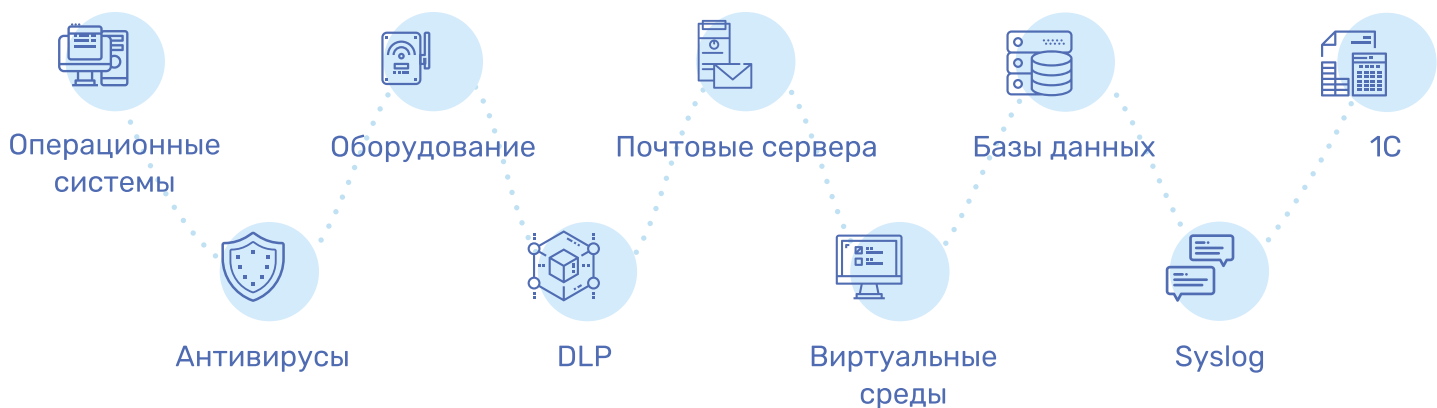 Операционные
системы
Оборудование
Почтовые сервера
Базы данных
1С
Антивирусы
DLP
Виртуальные
среды
Syslog